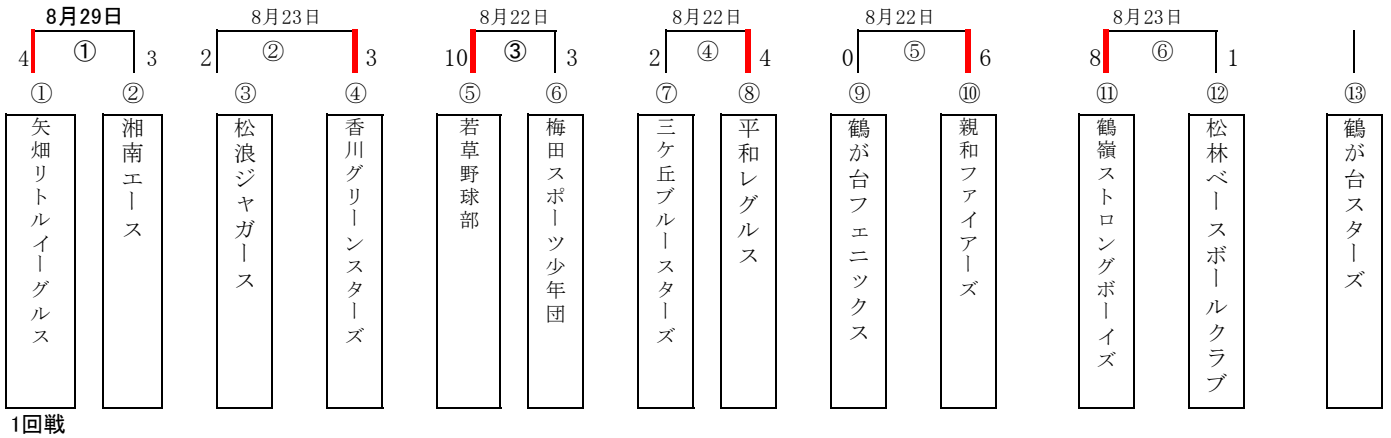 8月29日 8月23日 8月22日 8月22日 8月22日 8月23日
4 ① 3 2 ② 3 10 ③ 3 2 ④ 4 0 ⑤ 6 8 ⑥ 1
① ② ③ ④ ⑤ ⑥ ⑦ ⑧ ⑨ ⑩ ⑪ ⑫ ⑬
矢畑リトルイーグルス
湘南エース
松浪ジャガース
香川グリーンスターズ
若草野球部
梅田スポーツ少年団
三ケ丘ブルースターズ
平和レグルス
鶴が台フェニックス
親和ファイアーズ
鶴嶺ストロングボーイズ
松林ベースボールクラブ
鶴が台スターズ
1回戦